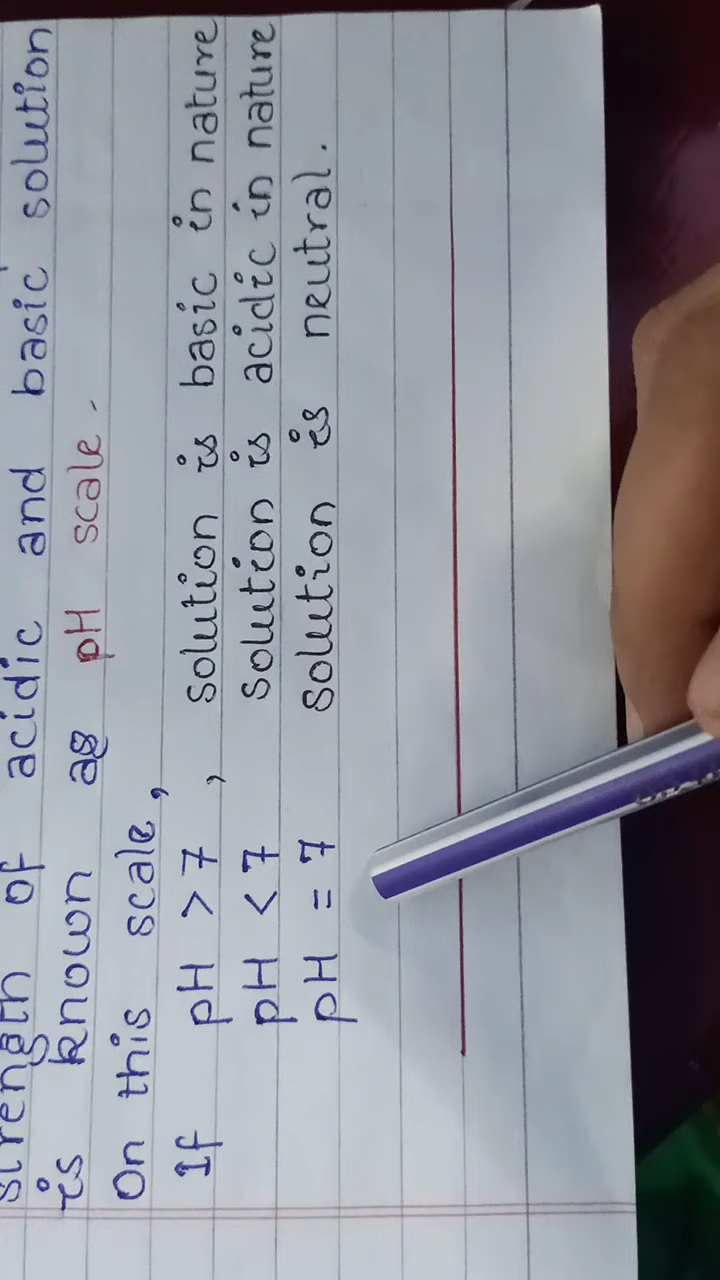 strength of acidic and basic solution
is known as pH scale.
On this scale,
If pH > 7, solution is basic in nature
pH < 7 solution is acidic in nature
pH = 7 solution is neutral.